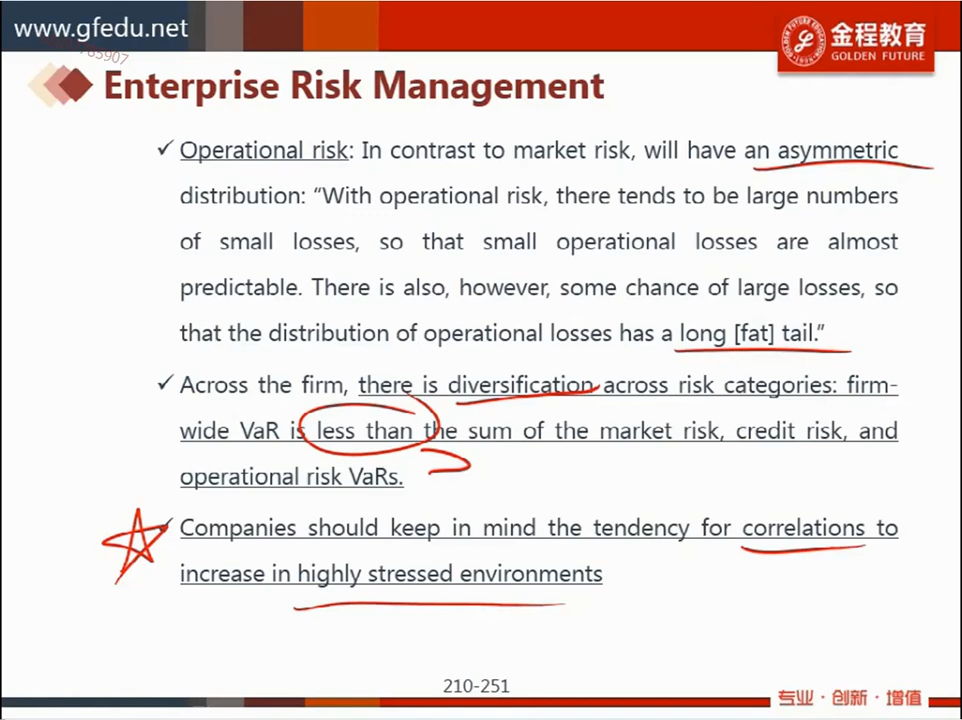 www.gfedu.net
金程教育
GOLDEN FUTURE
Enterprise Risk Management
✓ Operational risk: In contrast to market risk, will have an asymmetric
distribution: “With operational risk, there tends to be large numbers
of small losses, so that small operational losses are almost
predictable. There is also, however, some chance of large losses, so
that the distribution of operational losses has a long [fat] tail.”
✓ Across the firm, there is diversification across risk categories: firm-
wide VaR is less than the sum of the market risk, credit risk, and
operational risk VaRs.
✓ Companies should keep in mind the tendency for correlations to
increase in highly stressed environments
210-251
专业·创新·增值